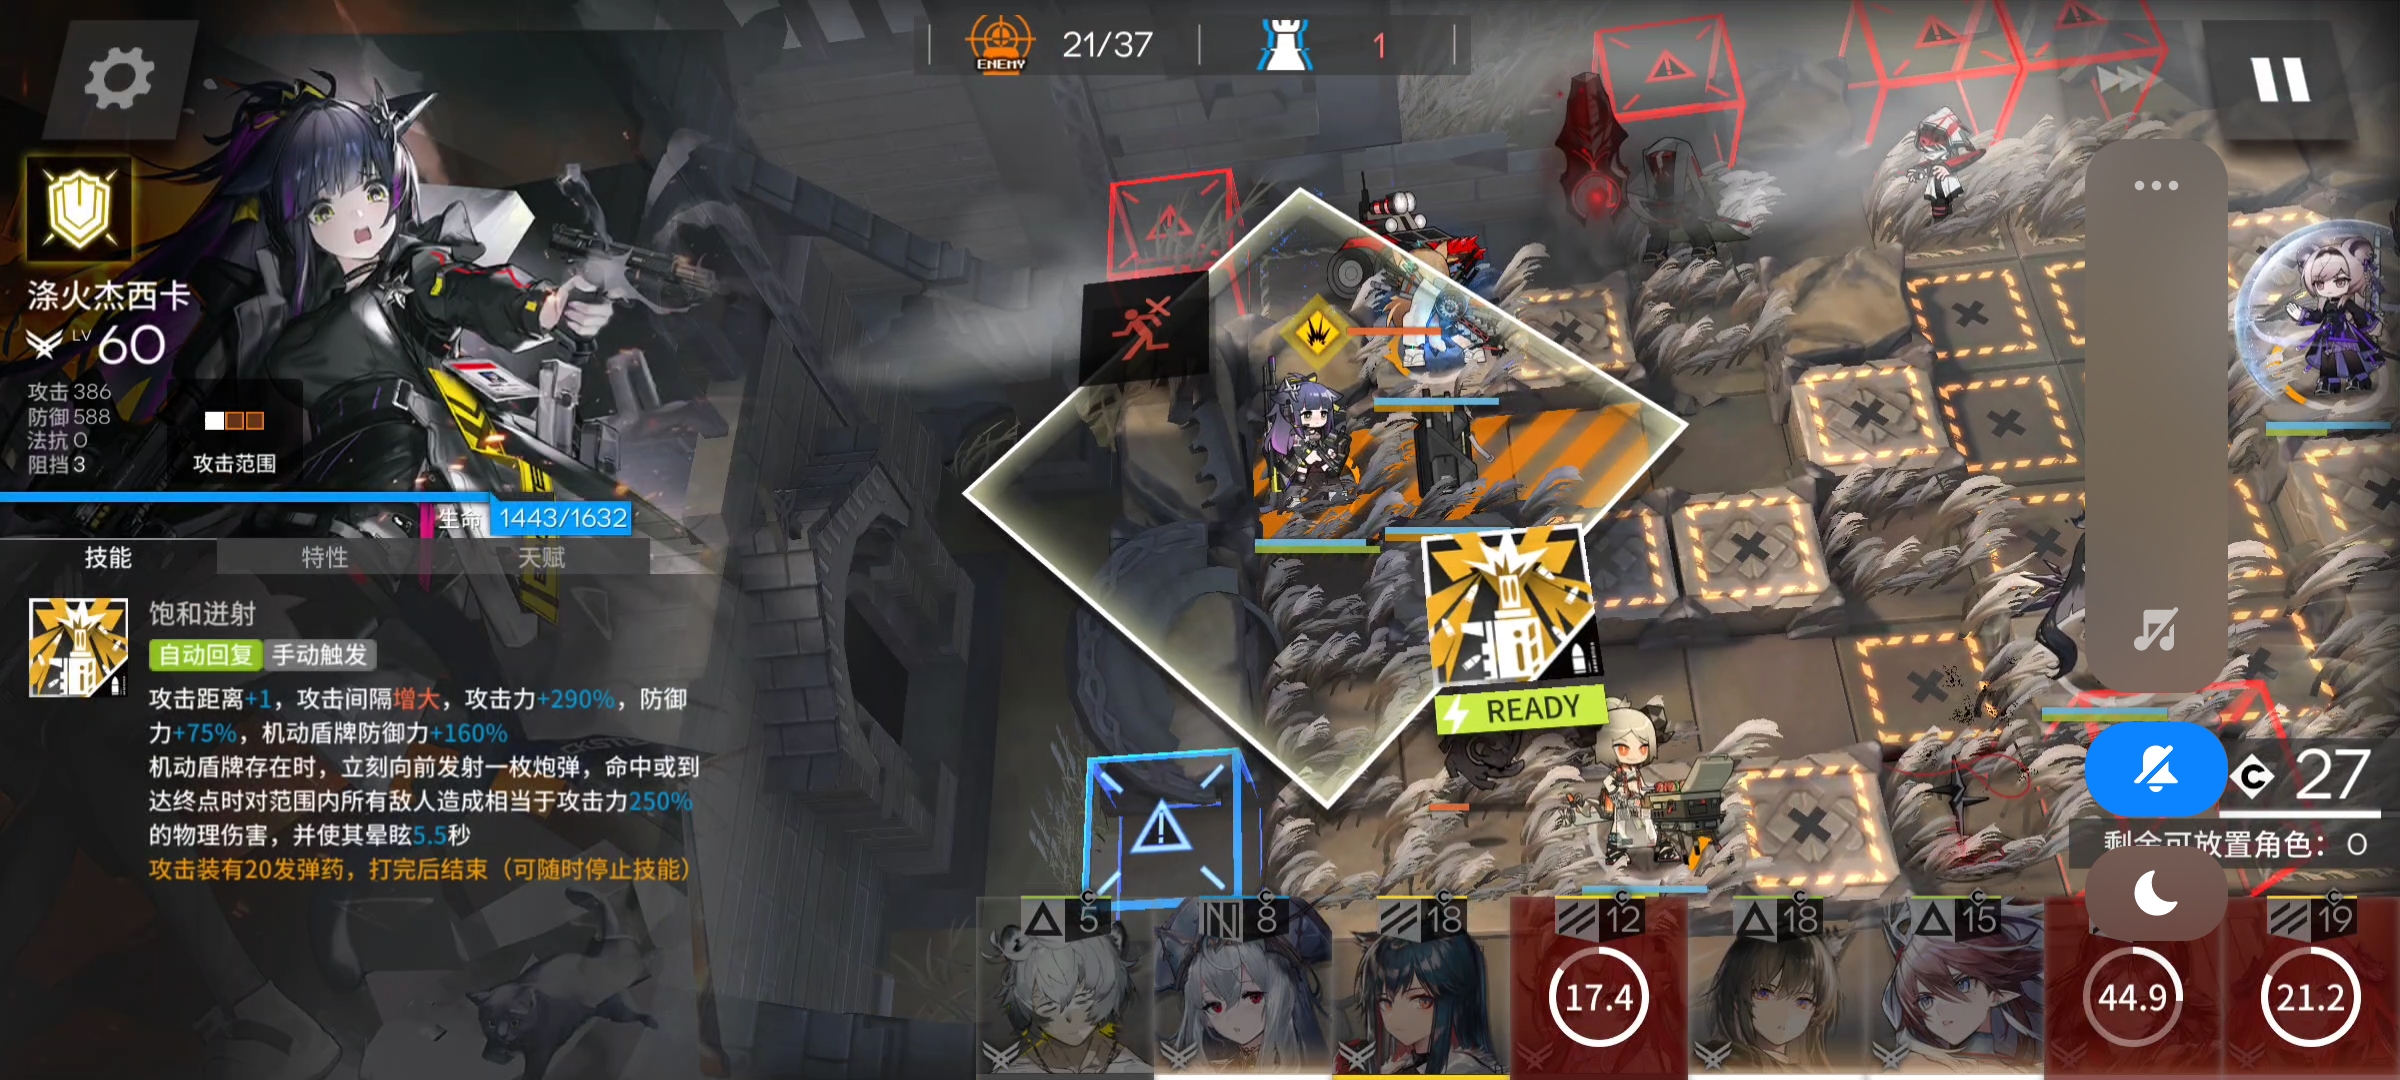 ENEMY
21/37
1
涤火杰西卡
LV 60
攻击 386
防御 588
法抗 0
阻挡 3
攻击范围
生命 1443/1632
技能
特性
天赋
饱和迸射
自动回复 手动触发
攻击距离+1，攻击间隔增大，攻击力+290%，防御
力+75%，机动盾牌防御力+160%
机动盾牌存在时，立刻向前发射一枚炮弹，命中或到
达终点时对范围内所有敌人造成相当于攻击力250%
的物理伤害，并使其晕眩5.5秒
攻击装有20发弹药，打完后结束（可随时停止技能）
READY
C 27
剩余可放置角色：0
C 5
C 8
C 18
C 12
C 18
C 15
C 19
17.4
44.9
21.2